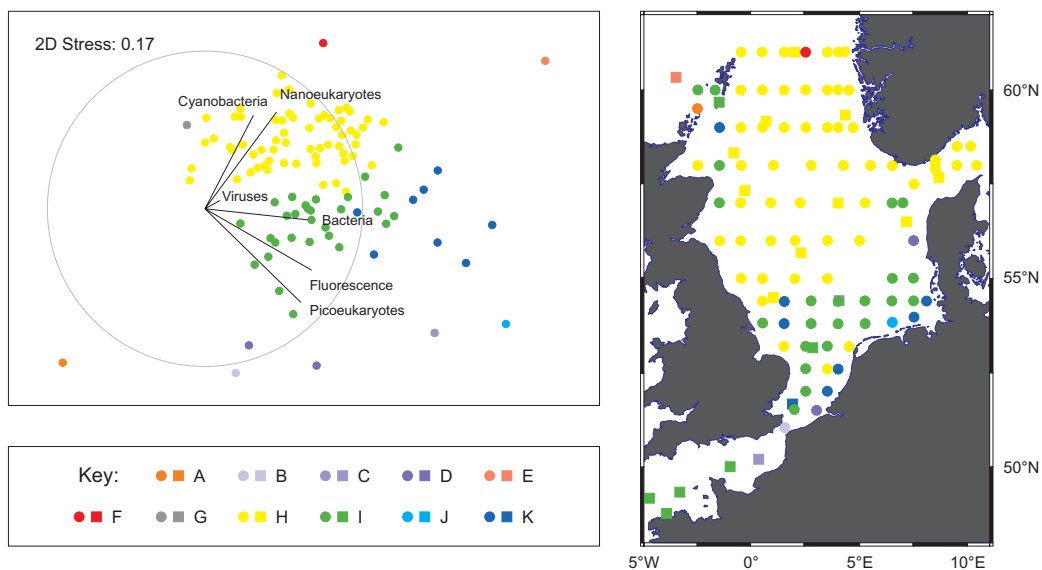 2D Stress: 0.17
Cyanobacteria
Nanoeukaryotes
Viruses
Bacteria
Fluorescence
Picoeukaryotes
Key:
A
B
C
D
E
F
G
H
I
J
K
60°N
55°N
50°N
5°W
0°
5°E
10°E